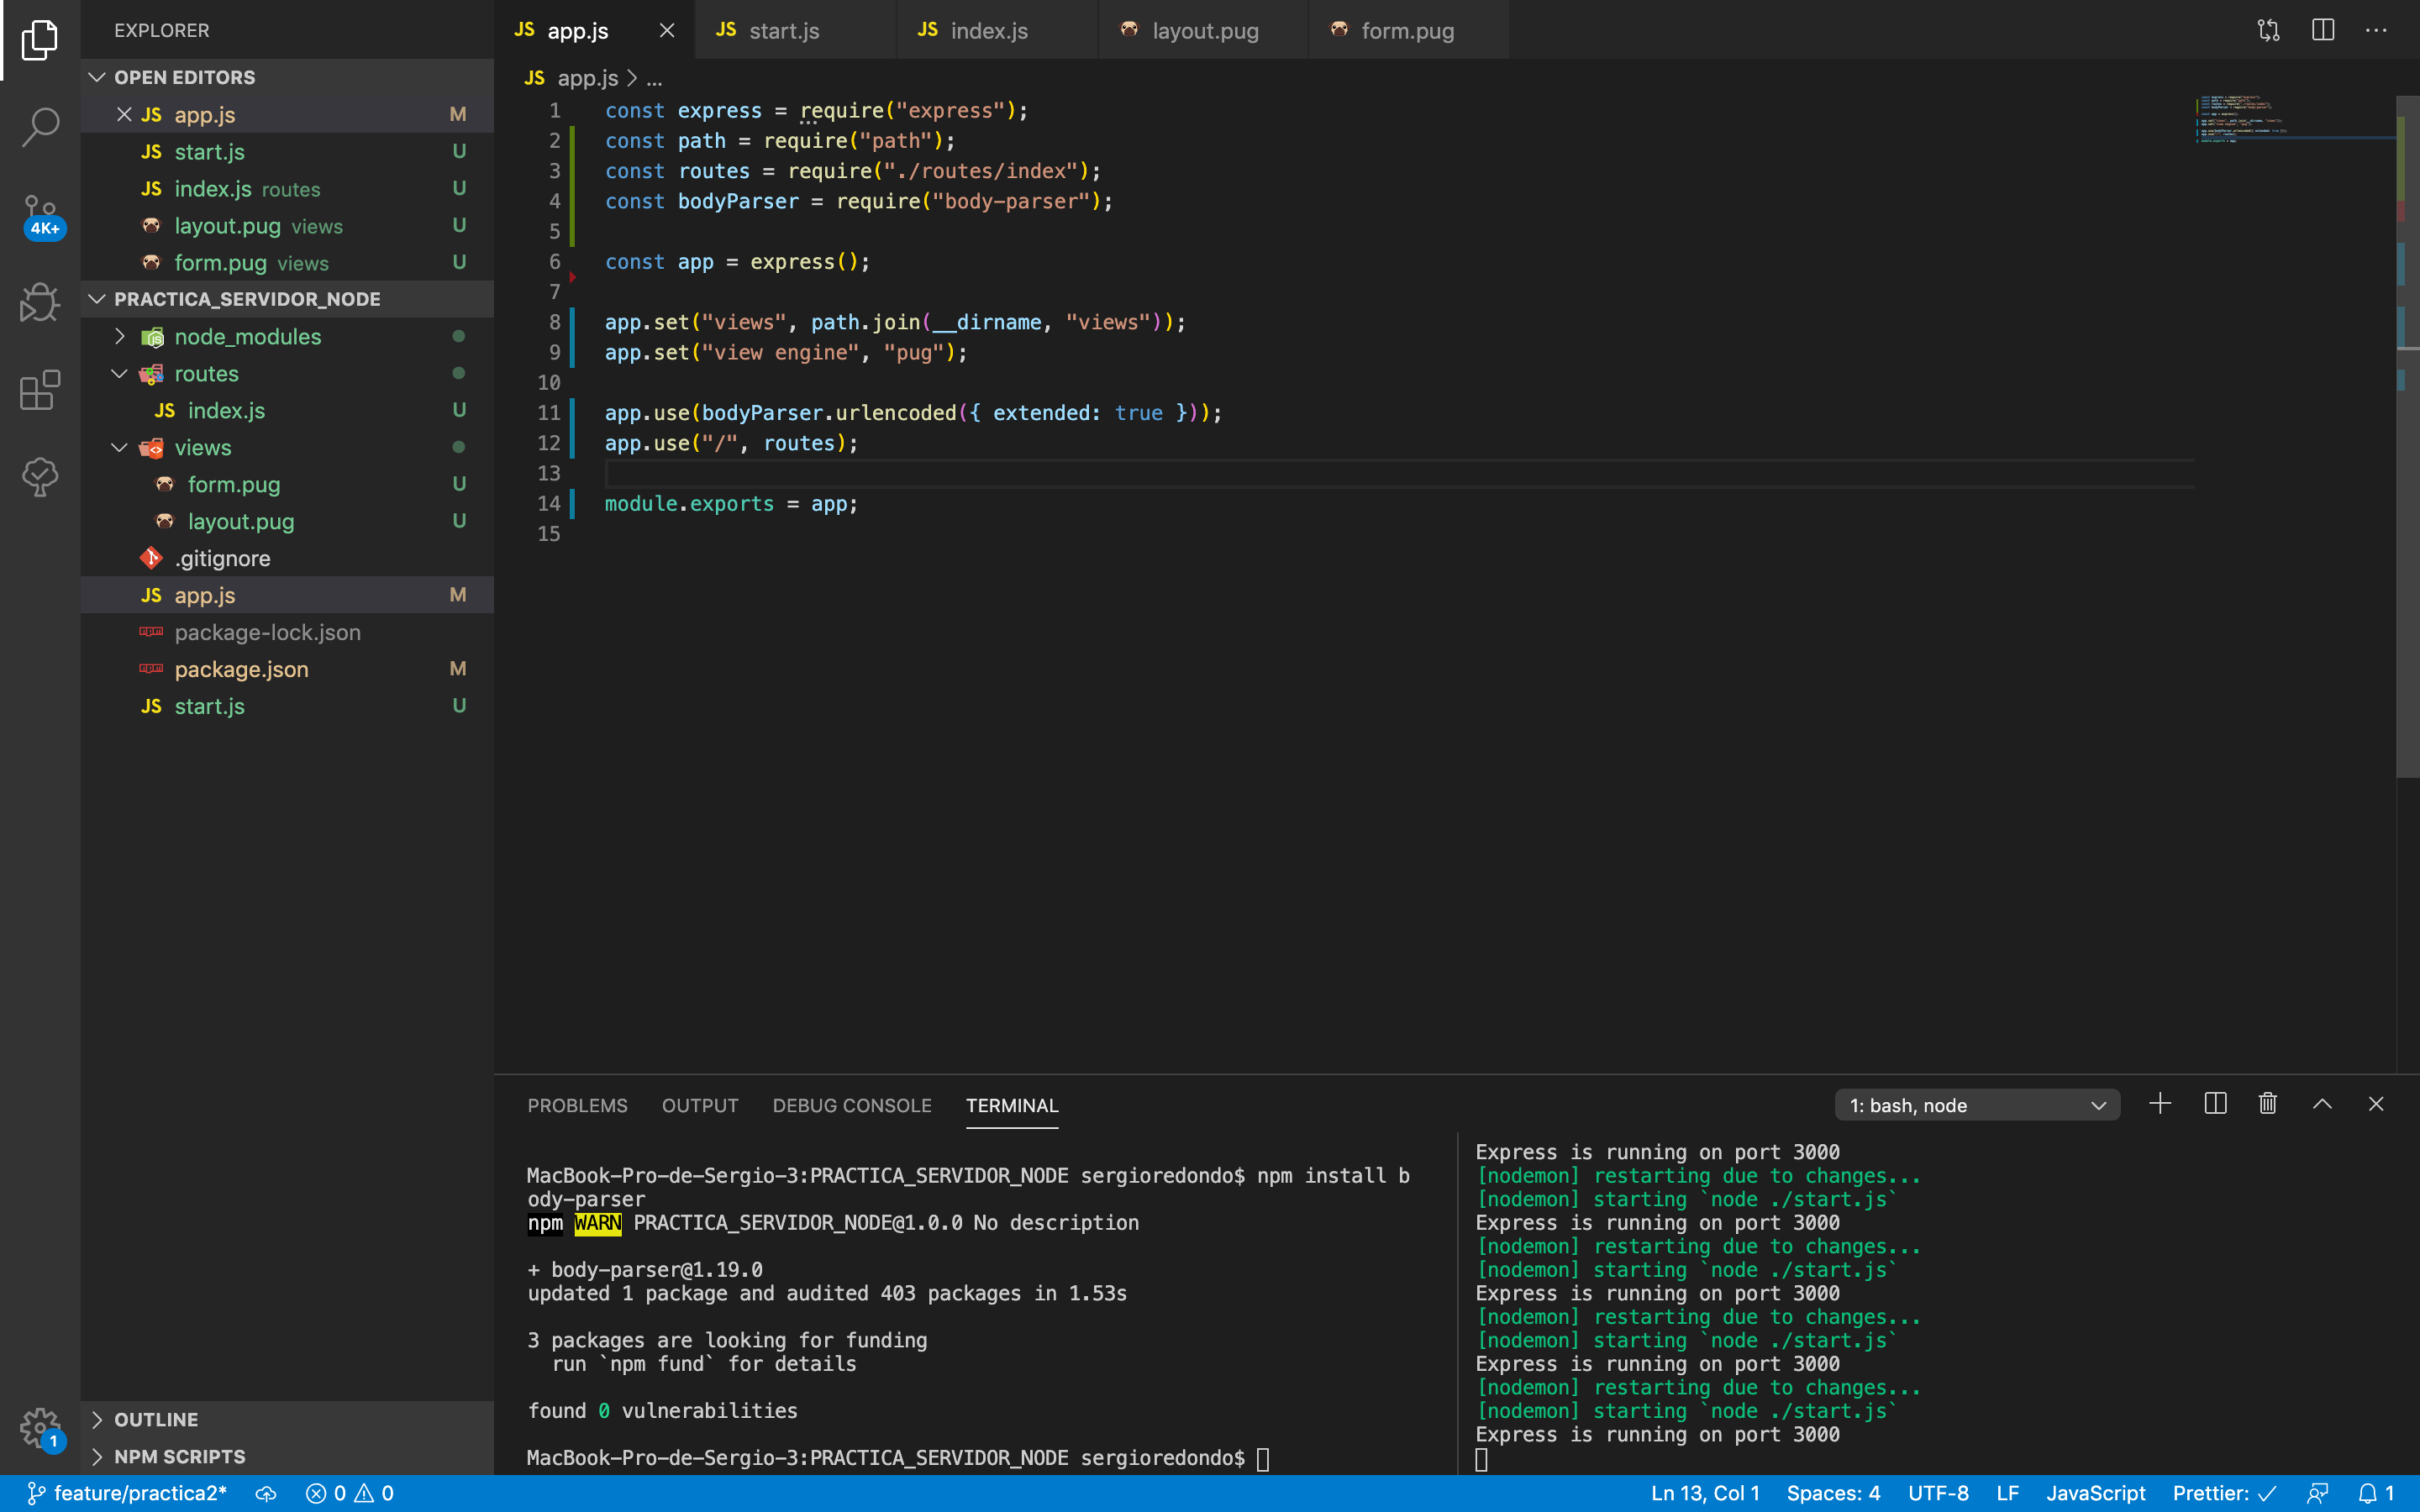 EXPLORER
OPEN EDITORS
JS app.js M
JS start.js U
JS index.js routes U
layout.pug views U
form.pug views U
4K+
PRACTICA_SERVIDOR_NODE
node_modules
routes
JS index.js U
views
form.pug U
layout.pug U
.gitignore
JS app.js M
package-lock.json
package.json M
JS start.js U
OUTLINE
NPM SCRIPTS
1
JS app.js JS start.js JS index.js layout.pug form.pug
JS app.js > ...
1 const express = require("express");
2 const path = require("path");
3 const routes = require("./routes/index");
4 const bodyParser = require("body-parser");
5
6 const app = express();
7
8 app.set("views", path.join(__dirname, "views"));
9 app.set("view engine", "pug");
10
11 app.use(bodyParser.urlencoded({ extended: true }));
12 app.use("/", routes);
13
14 module.exports = app;
15
PROBLEMS OUTPUT DEBUG CONSOLE TERMINAL 1: bash, node
MacBook-Pro-de-Sergio-3:PRACTICA_SERVIDOR_NODE sergioredondo$ npm install b
ody-parser
npm WARN PRACTICA_SERVIDOR_NODE@1.0.0 No description
+ body-parser@1.19.0
updated 1 package and audited 403 packages in 1.53s
3 packages are looking for funding
run `npm fund` for details
found 0 vulnerabilities
MacBook-Pro-de-Sergio-3:PRACTICA_SERVIDOR_NODE sergioredondo$
Express is running on port 3000
[nodemon] restarting due to changes...
[nodemon] starting `node ./start.js`
Express is running on port 3000
[nodemon] restarting due to changes...
[nodemon] starting `node ./start.js`
Express is running on port 3000
[nodemon] restarting due to changes...
[nodemon] starting `node ./start.js`
Express is running on port 3000
[nodemon] restarting due to changes...
[nodemon] starting `node ./start.js`
Express is running on port 3000
feature/practica2* 0 0 Ln 13, Col 1 Spaces: 4 UTF-8 LF JavaScript Prettier: ✓ 1